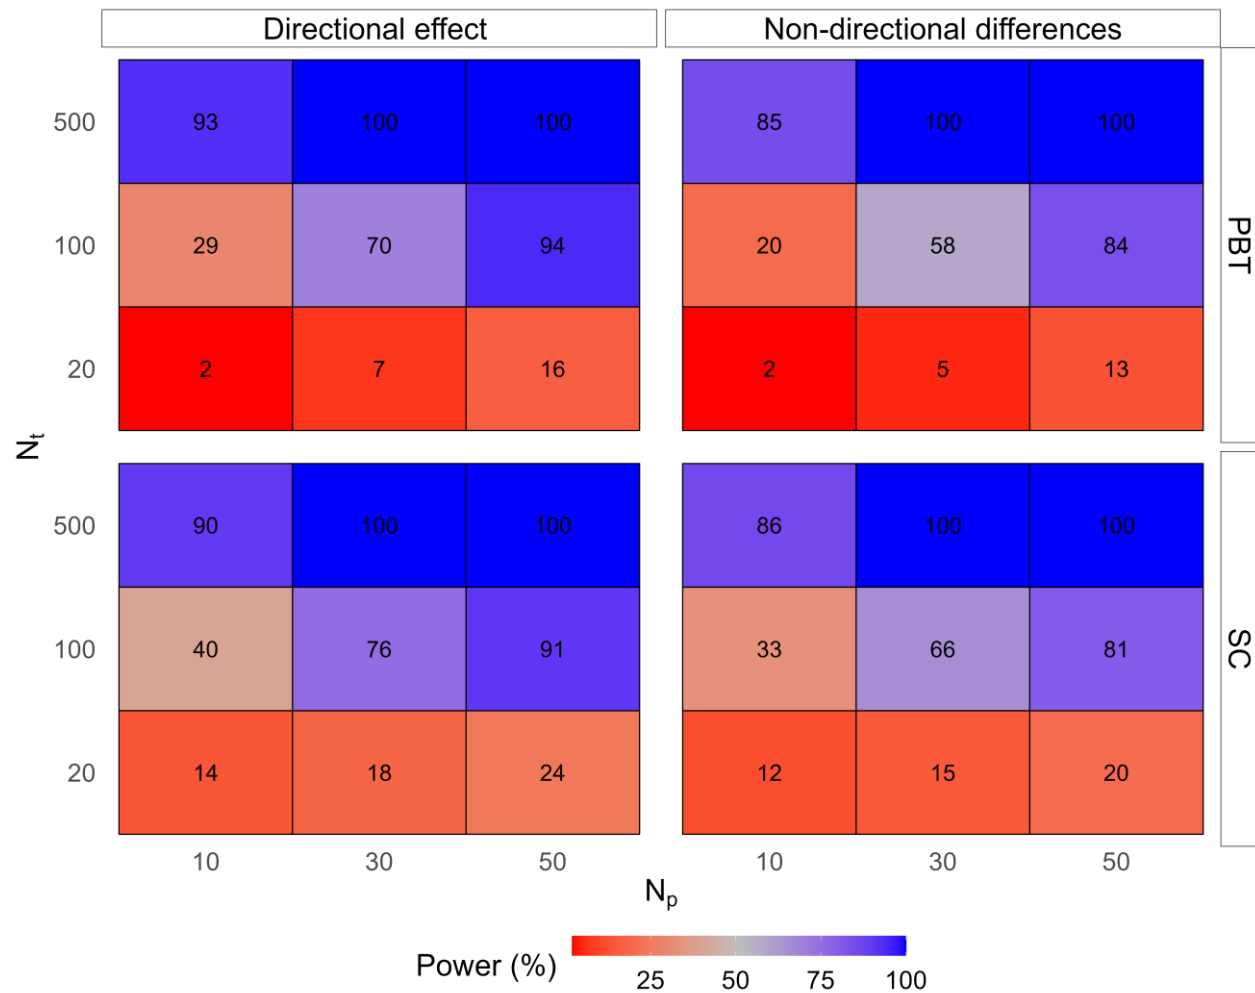 Directional effect Non-directional differences
500 93 100 100 85 100 100
100 29 70 94 20 58 84
20 2 7 16 2 5 13
PBT
N_t
500 90 100 100 86 100 100
100 40 76 91 33 66 81
20 14 18 24 12 15 20
SC
10 30 50 10 30 50
N_p
Power (%)
25 50 75 100